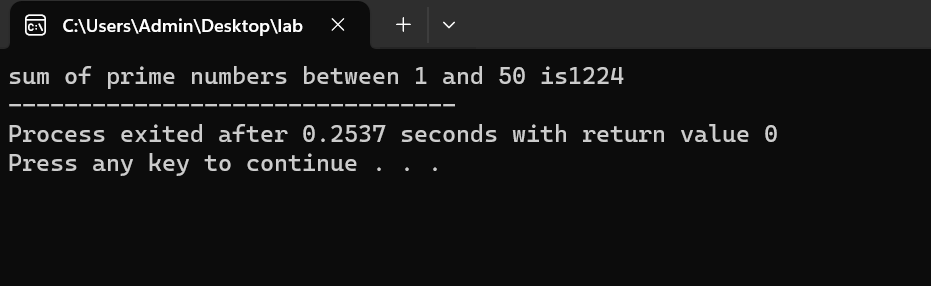 C:\Users\Admin\Desktop\lab
sum of prime numbers between 1 and 50 is1224
--------------------------------
Process exited after 0.2537 seconds with return value 0
Press any key to continue . . .